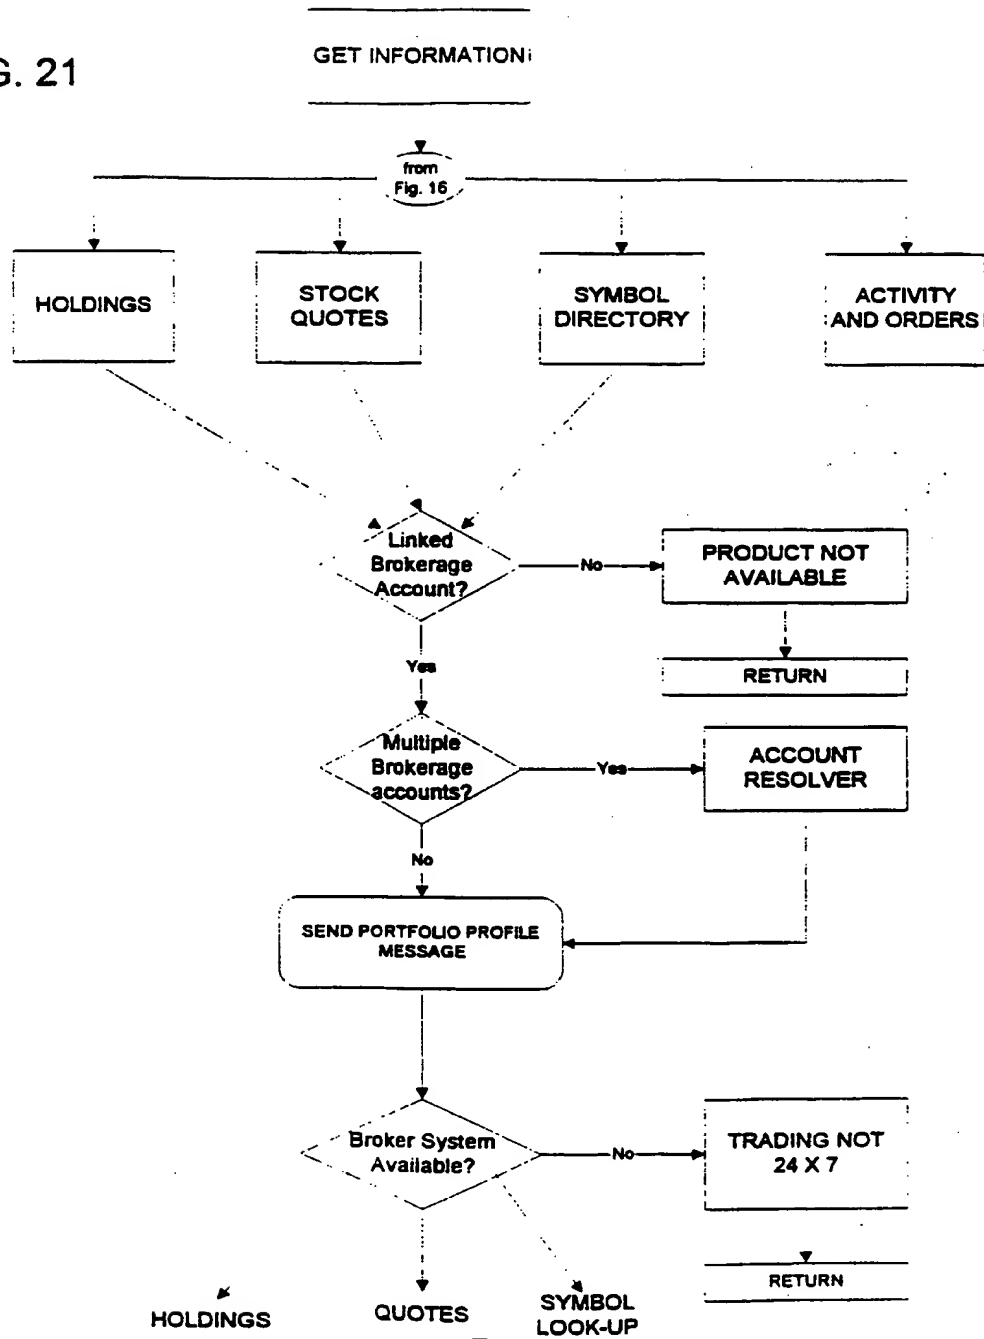 G. 21
GET INFORMATION
from
Fig. 16
HOLDINGS
STOCK
QUOTES
SYMBOL
DIRECTORY
ACTIVITY
AND ORDERS
Linked
Brokerage
Account?
No
PRODUCT NOT
AVAILABLE
Yes
RETURN
Multiple
Brokerage
accounts?
Yes
ACCOUNT
RESOLVER
No
SEND PORTFOLIO PROFILE
MESSAGE
Broker System
Available?
No
TRADING NOT
24 X 7
RETURN
HOLDINGS
QUOTES
SYMBOL
LOOK-UP